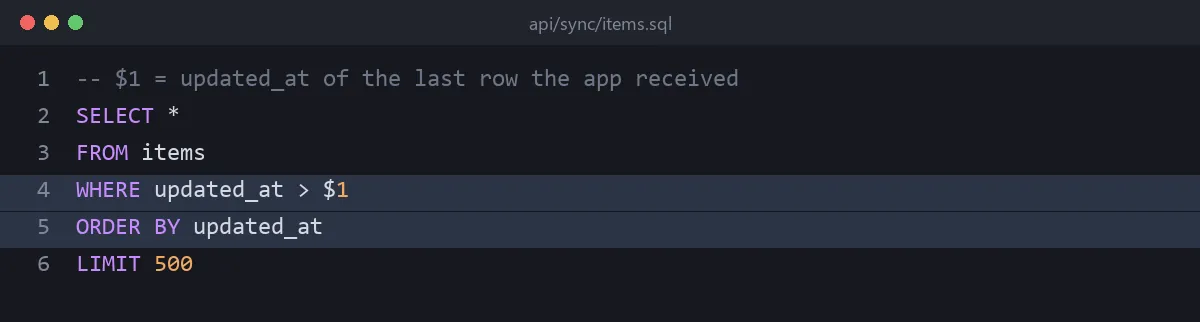 api/sync/items.sql
1 -- $1 = updated_at of the last row the app received
2 SELECT *
3 FROM items
4 WHERE updated_at > $1
5 ORDER BY updated_at
6 LIMIT 500